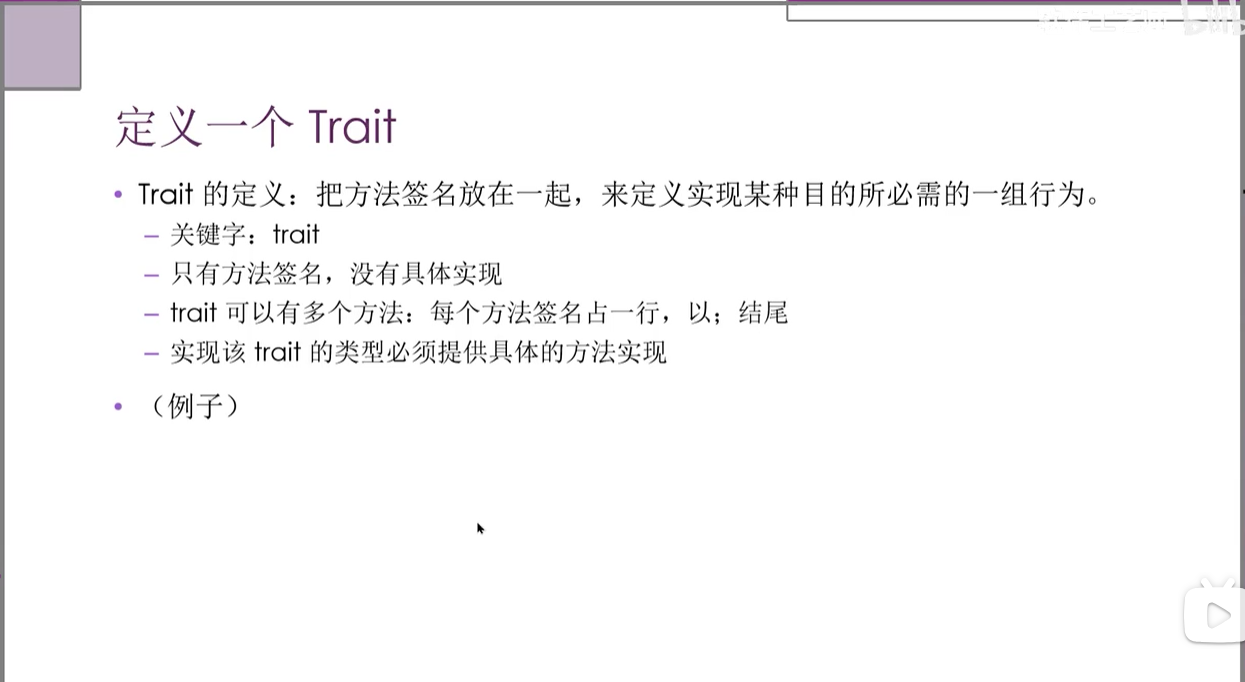 定义一个 Trait
• Trait 的定义：把方法签名放在一起，来定义实现某种目的所必需的一组行为。
– 关键字：trait
– 只有方法签名，没有具体实现
– trait 可以有多个方法：每个方法签名占一行，以；结尾
– 实现该 trait 的类型必须提供具体的方法实现
• （例子）